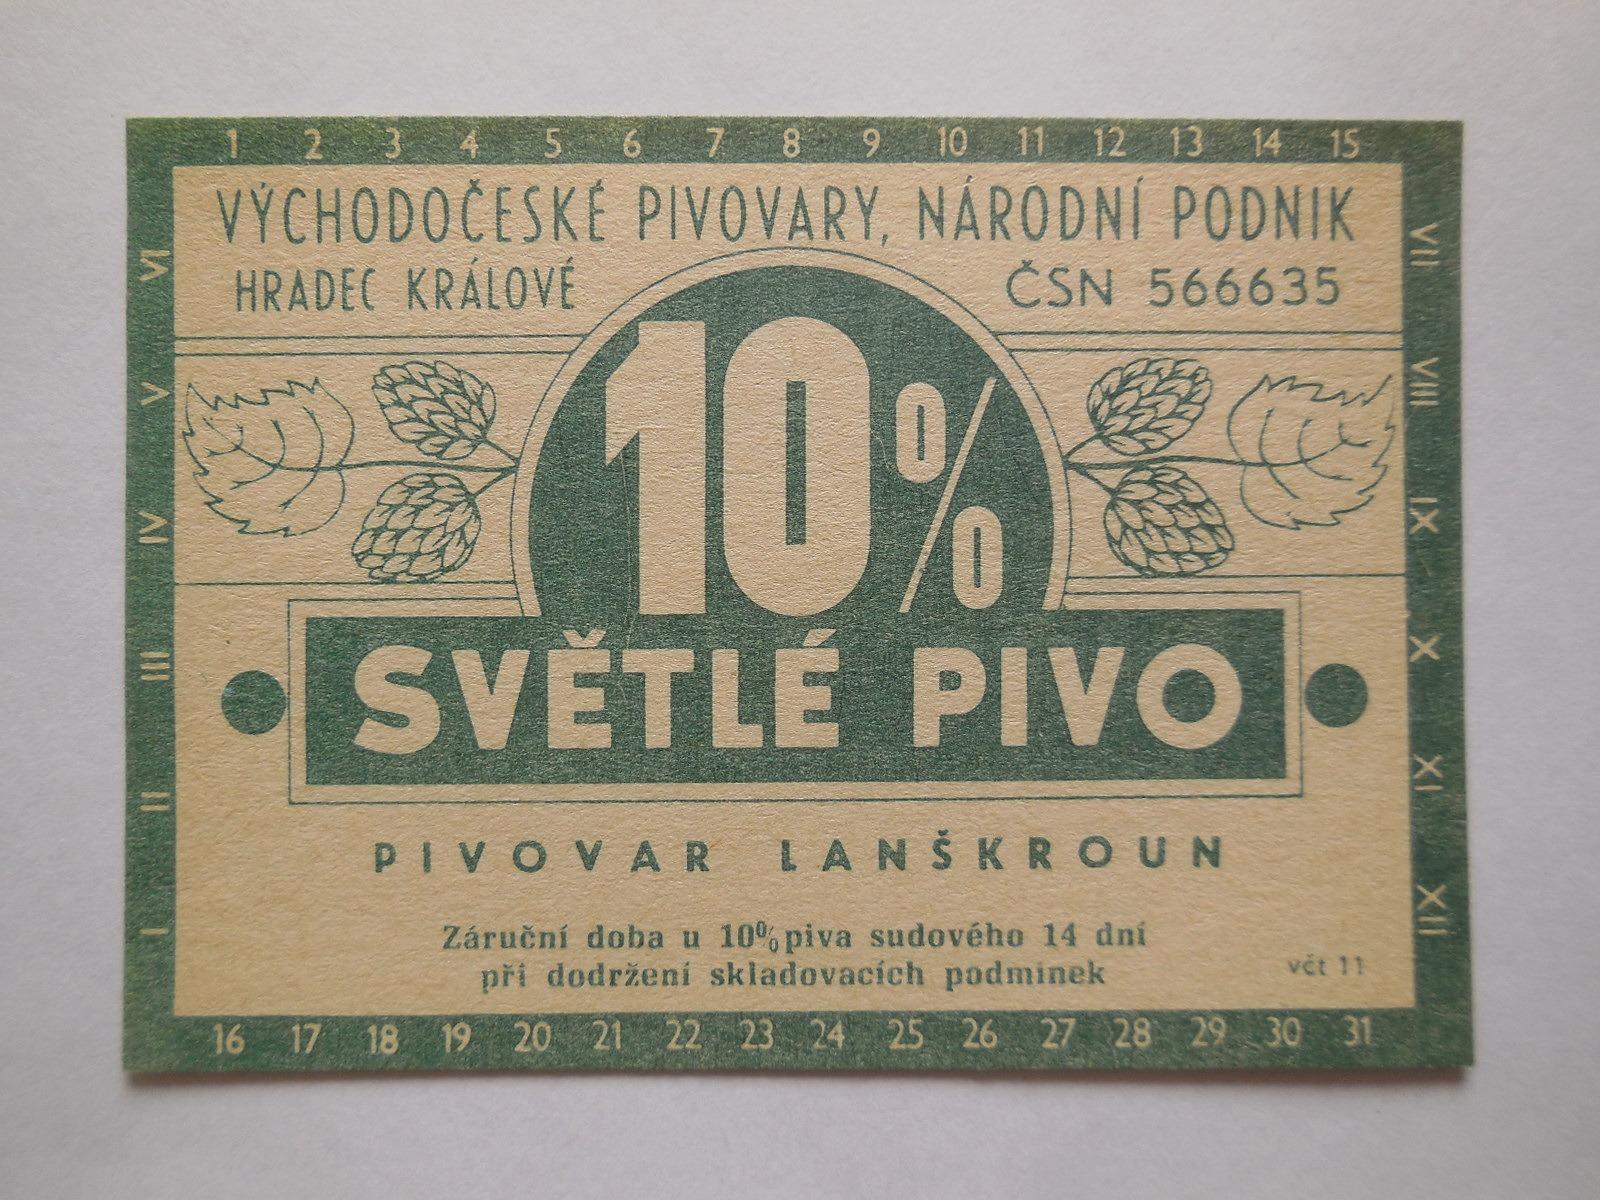 1 2 3 4 5 6 7 8 9 10 11 12 13 14 15
VÝCHODOČESKÉ PIVOVARY, NÁRODNÍ PODNIK
HRADEC KRÁLOVÉ
ČSN 566635
10%
SVĚTLÉ PIVO
PIVOVAR LANŠKROUN
Záruční doba u 10% piva sudového 14 dní
při dodržení skladovacích podmínek
včt 11
I II III IV V VI
VII VIII IX X XI XII
16 17 18 19 20 21 22 23 24 25 26 27 28 29 30 31